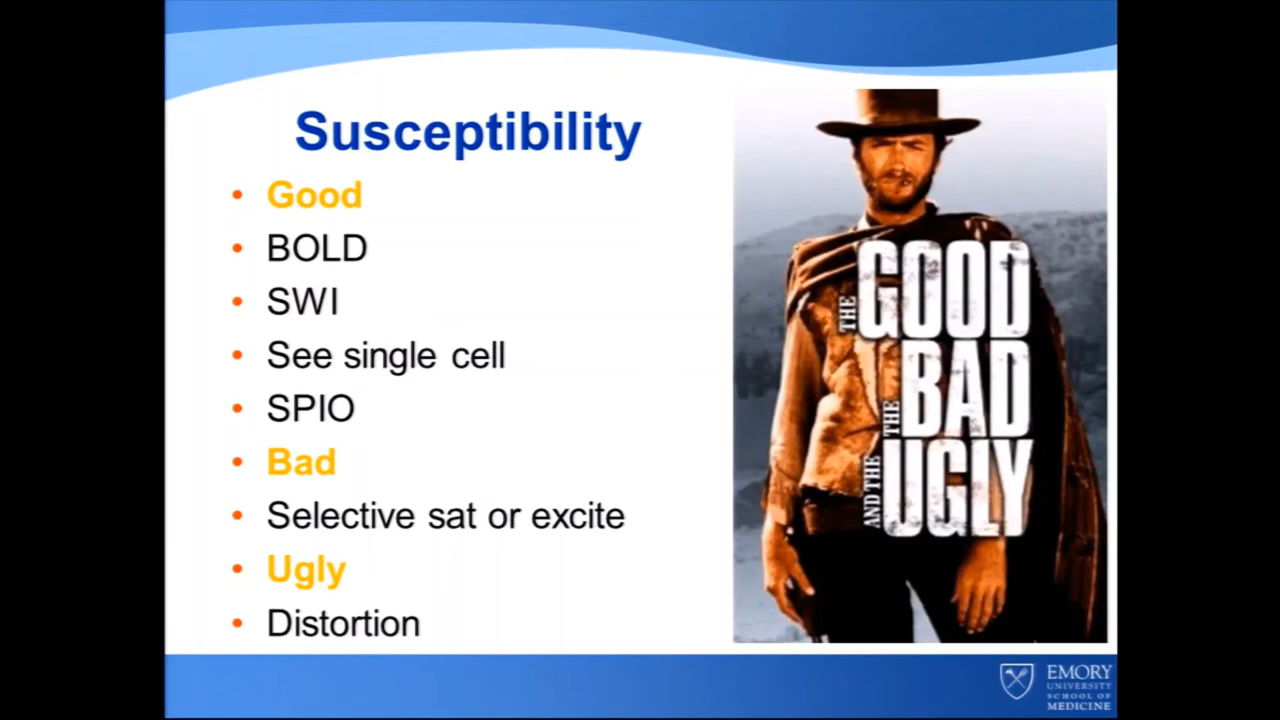 Susceptibility
• Good
• BOLD
• SWI
• See single cell
• SPIO
• Bad
• Selective sat or excite
• Ugly
• Distortion
THE GOOD
THE BAD
AND THE UGLY
EMORY
UNIVERSITY
SCHOOL OF
MEDICINE